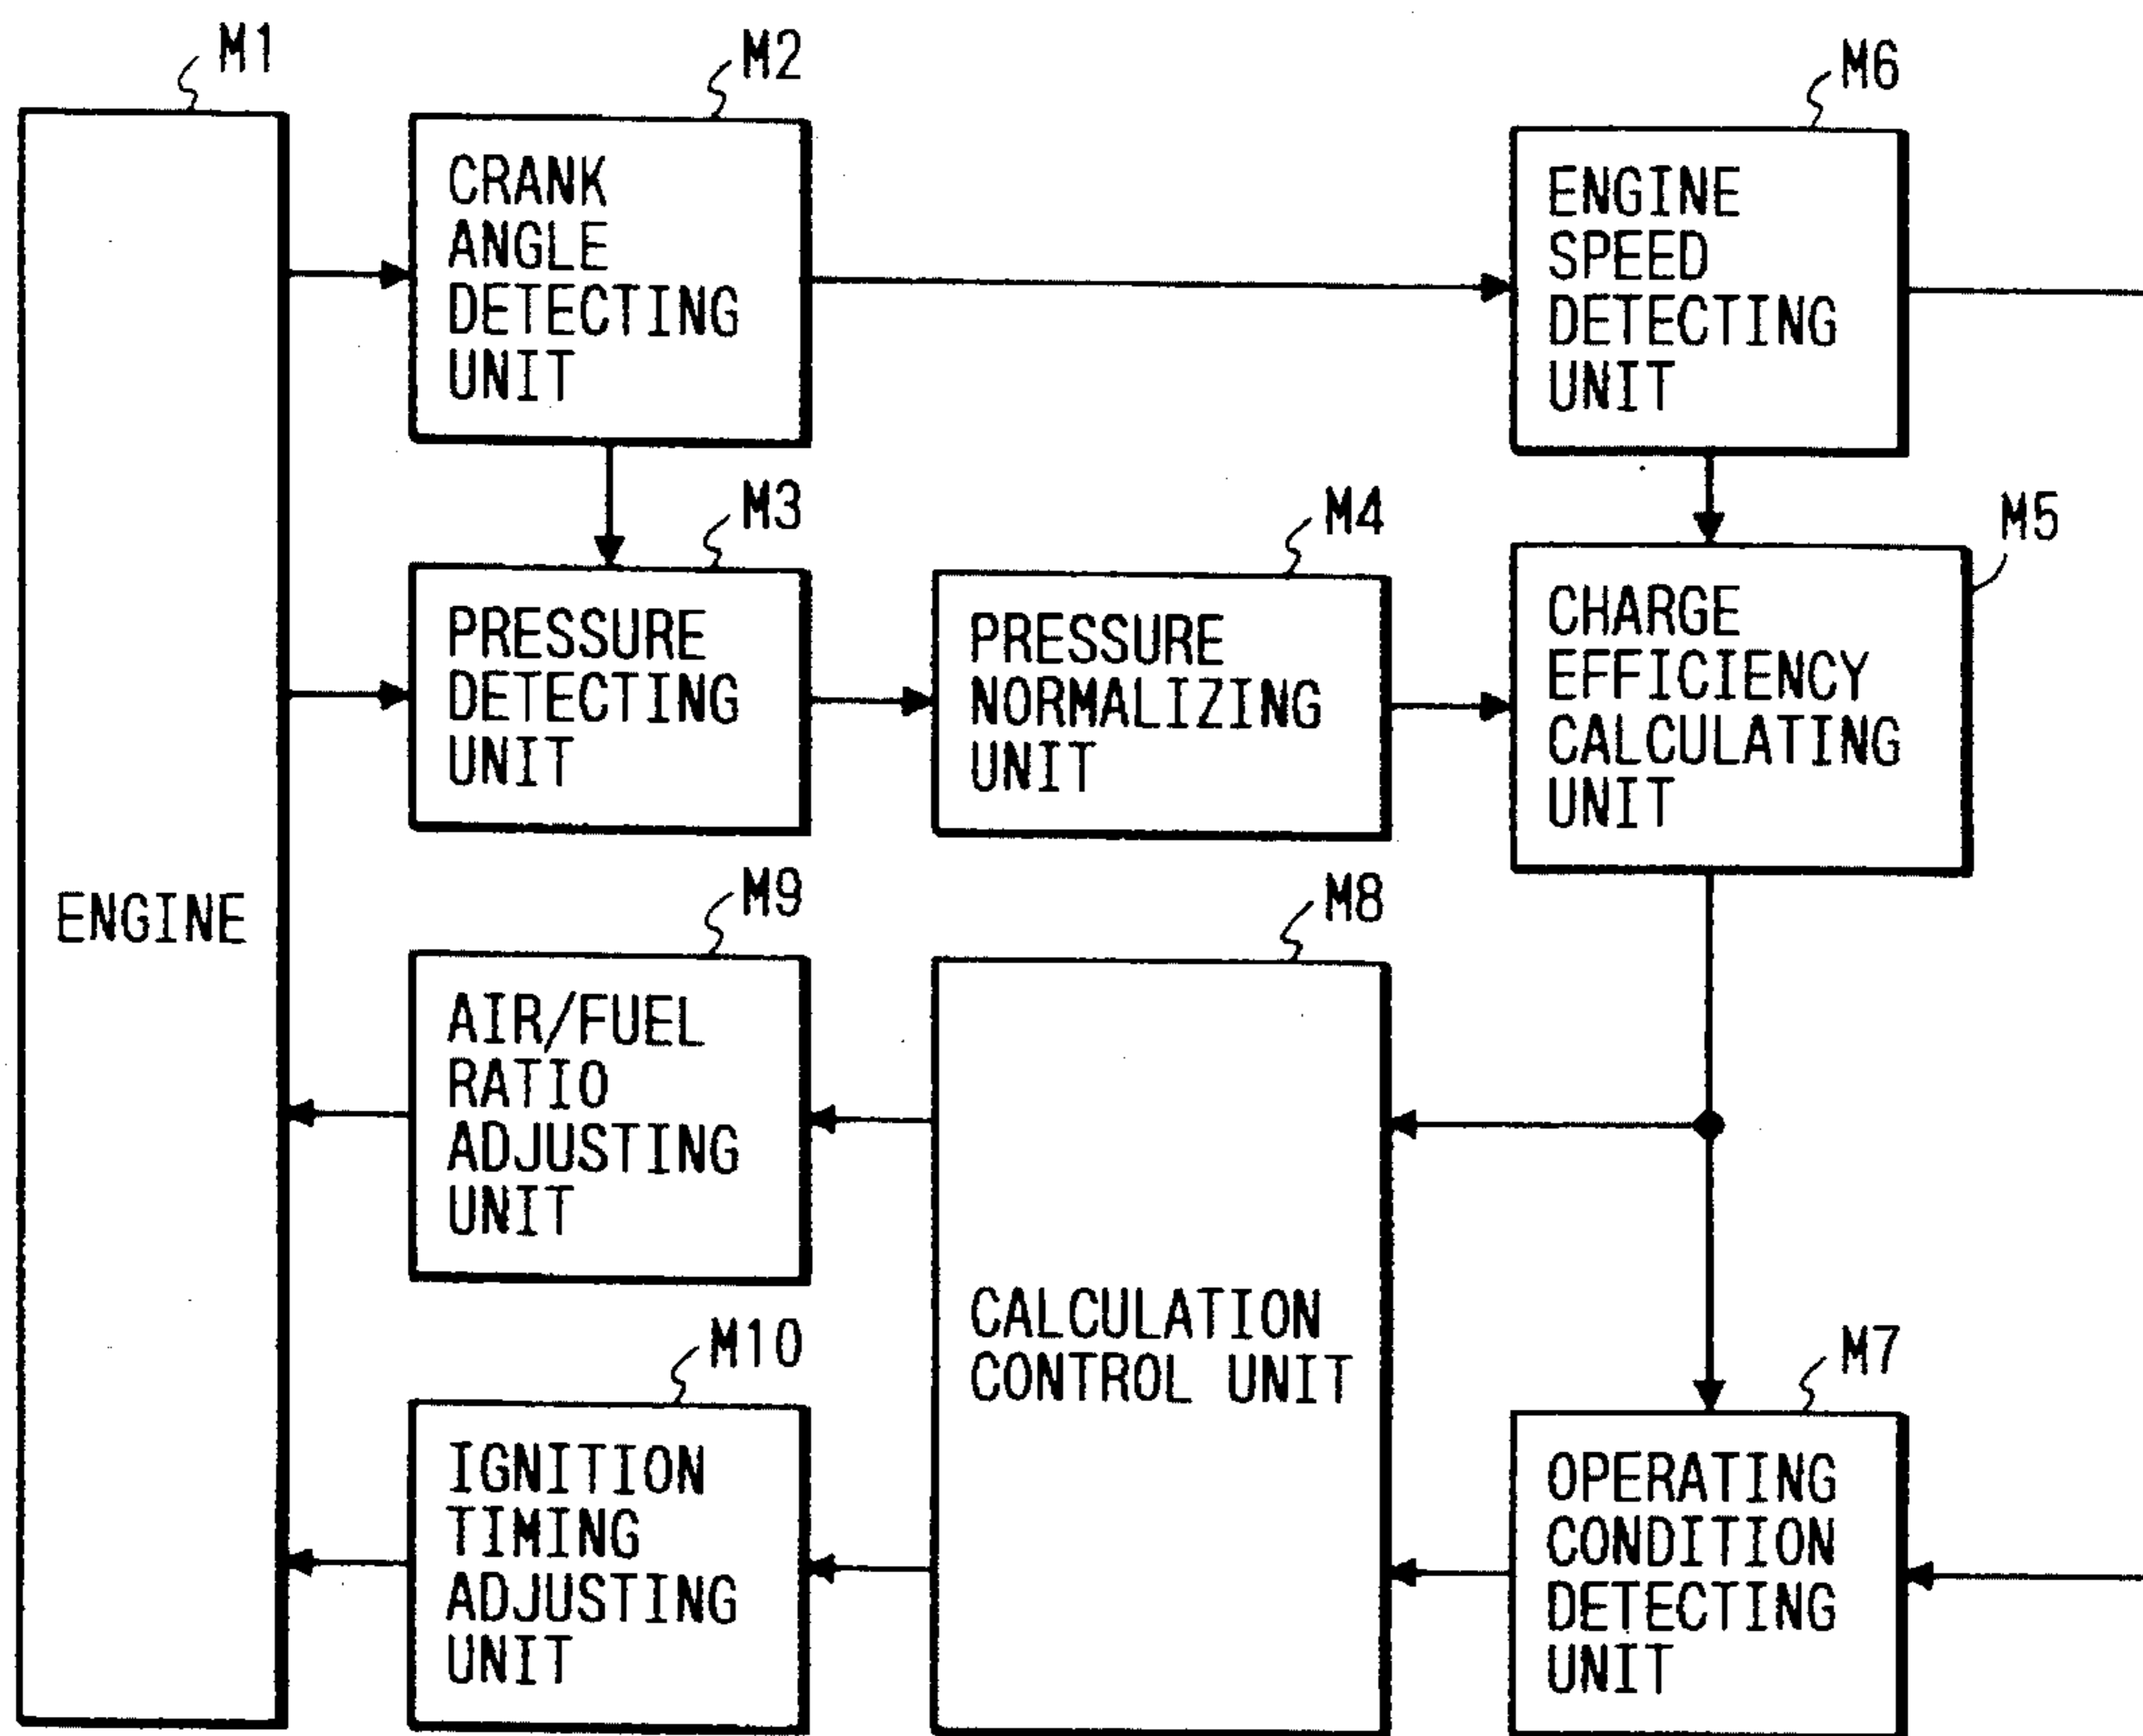 M1
M2
M6
CRANK
ANGLE
DETECTING
UNIT
ENGINE
SPEED
DETECTING
UNIT
M3
M4
M5
PRESSURE
DETECTING
UNIT
PRESSURE
NORMALIZING
UNIT
CHARGE
EFFICIENCY
CALCULATING
UNIT
ENGINE
M9
M8
AIR/FUEL
RATIO
ADJUSTING
UNIT
CALCULATION
CONTROL UNIT
M10
M7
IGNITION
TIMING
ADJUSTING
UNIT
OPERATING
CONDITION
DETECTING
UNIT